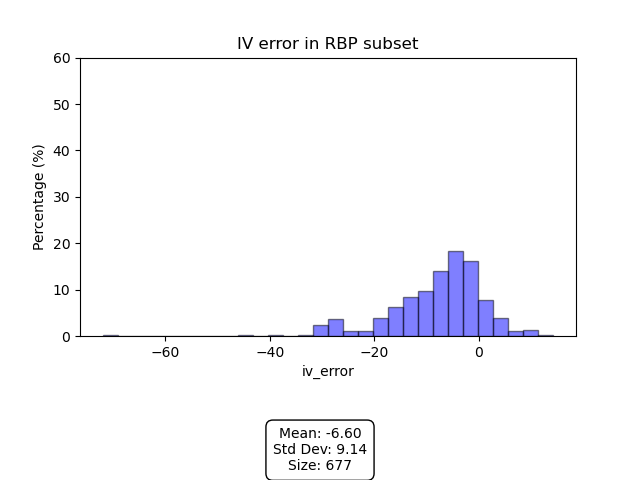 IV error in RBP subset
60
50
40
30
20
10
0
Percentage (%)
−60
−40
−20
0
iv_error
Mean: -6.60
Std Dev: 9.14
Size: 677